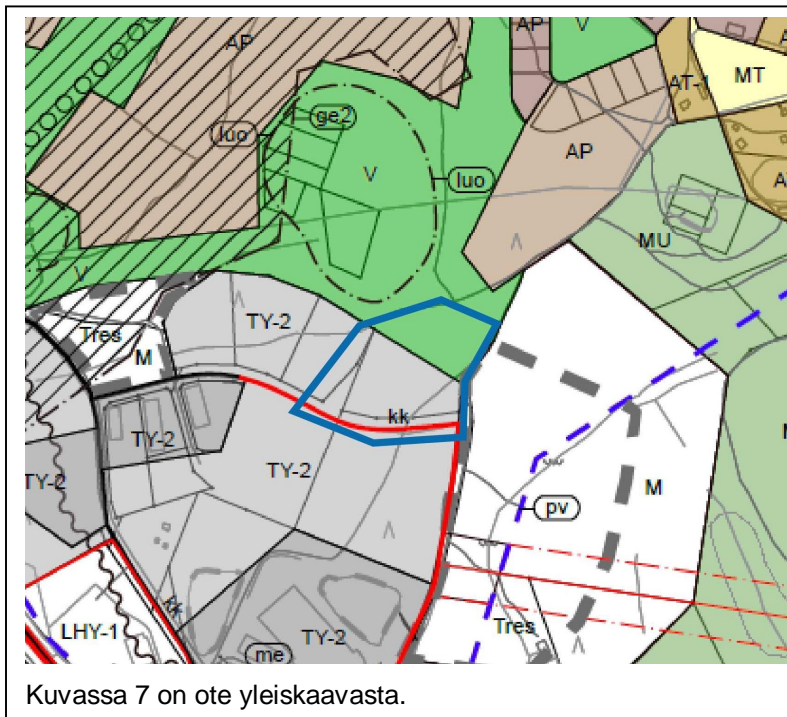 AP
AP
V
AT-1
MT
luo
ge2
AP
A
V
luo
MU
V
Tres
M
TY-2
kk
TY-2
TY-2
TY-2
M
pv
kk
LHY-1
me
TY-2
Tres
Kuvassa 7 on ote yleiskaavasta.